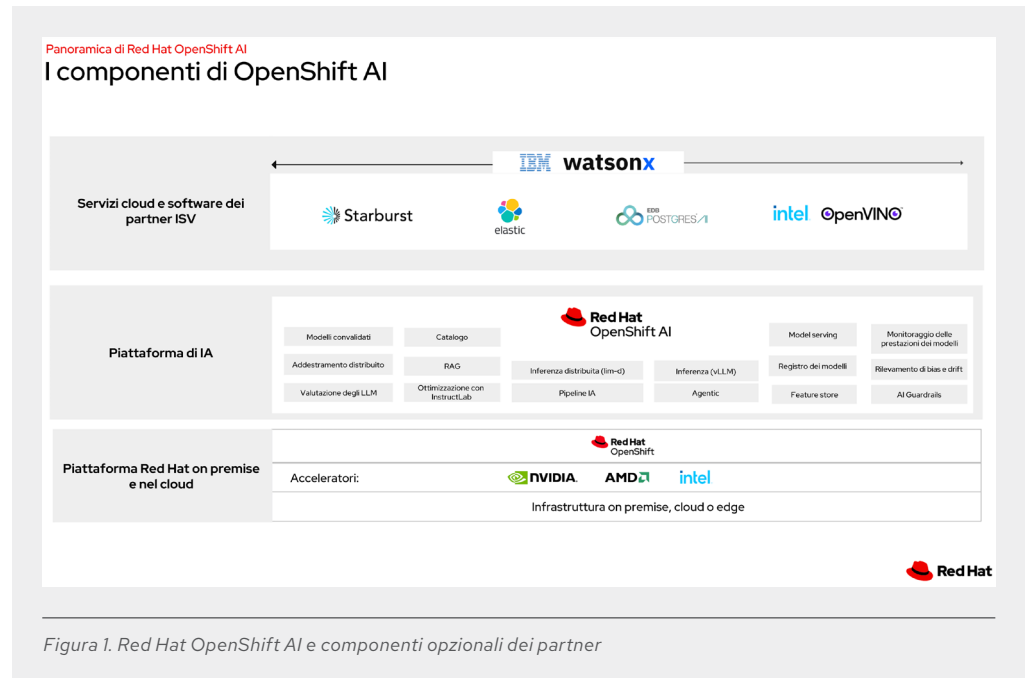 Panoramica di Red Hat OpenShift AI
I componenti di OpenShift AI
IBM watsonx
Servizi cloud e software dei
partner ISV
Starburst
elastic
EDB
POSTGRES AI
intel OpenVINO
Piattaforma di IA
Red Hat
OpenShift AI
Modelli convalidati
Catalogo
Model serving
Monitoraggio delle
prestazioni dei modelli
Addestramento distribuito
RAG
Inferenza distribuita (lim-d)
Inferenza (vLLM)
Registro dei modelli
Rilevamento di bias e drift
Valutazione degli LLM
Ottimizzazione con
InstructLab
Pipeline IA
Agentic
Feature store
AI Guardrails
Piattaforma Red Hat on premise
e nel cloud
Red Hat
OpenShift
Acceleratori:
NVIDIA.
AMD
intel
Infrastruttura on premise, cloud o edge
Red Hat
Figura 1. Red Hat OpenShift AI e componenti opzionali dei partner